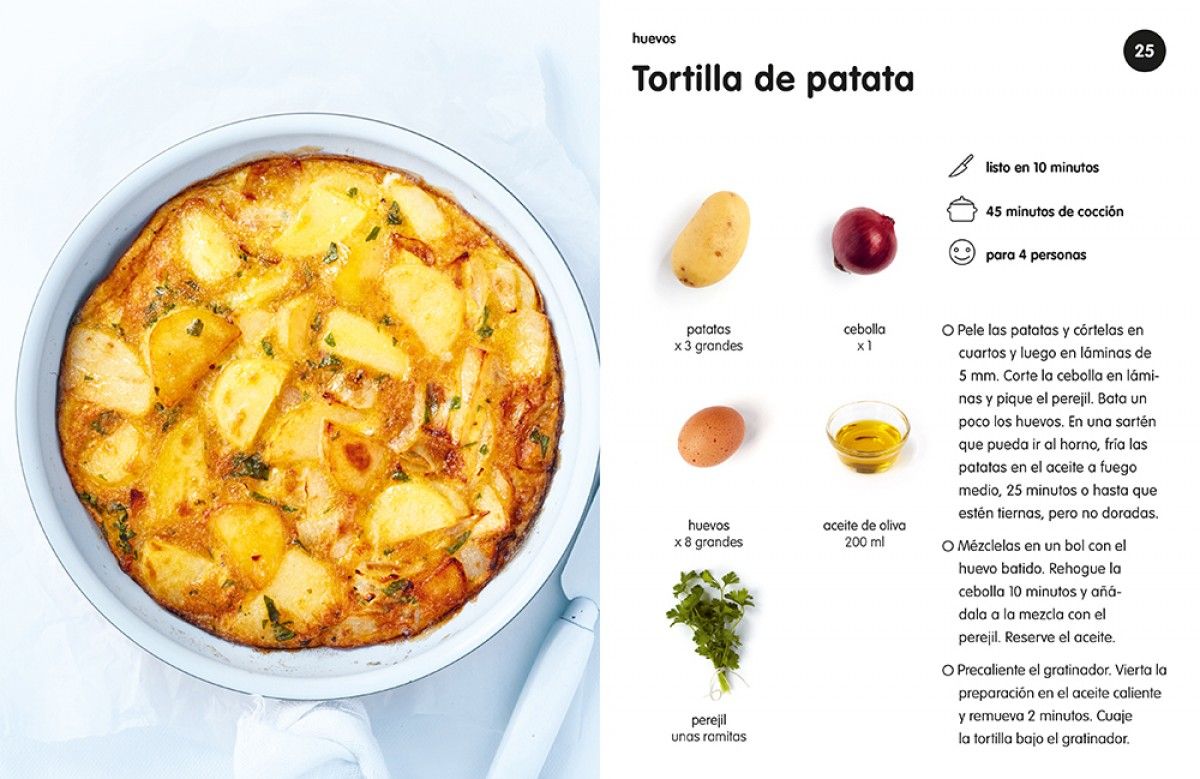 huevos
25
Tortilla de patata
listo en 10 minutos
45 minutos de cocción
para 4 personas
patatas
x 3 grandes
cebolla
x 1
huevos
x 8 grandes
aceite de oliva
200 ml
perejil
unas ramitas
Pele las patatas y córtelas en
cuartos y luego en láminas de
5 mm. Corte la cebolla en lámi-
nas y pique el perejil. Bata un
poco los huevos. En una sartén
que pueda ir al horno, fría las
patatas en el aceite a fuego
medio, 25 minutos o hasta que
estén tiernas, pero no doradas.
Mézclelas en un bol con el
huevo batido. Rehogue la
cebolla 10 minutos y añá-
dala a la mezcla con el
perejil. Reserve el aceite.
Precaliente el gratinador. Vierta la
preparación en el aceite caliente
y remueva 2 minutos. Cuaje
la tortilla bajo el gratinador.